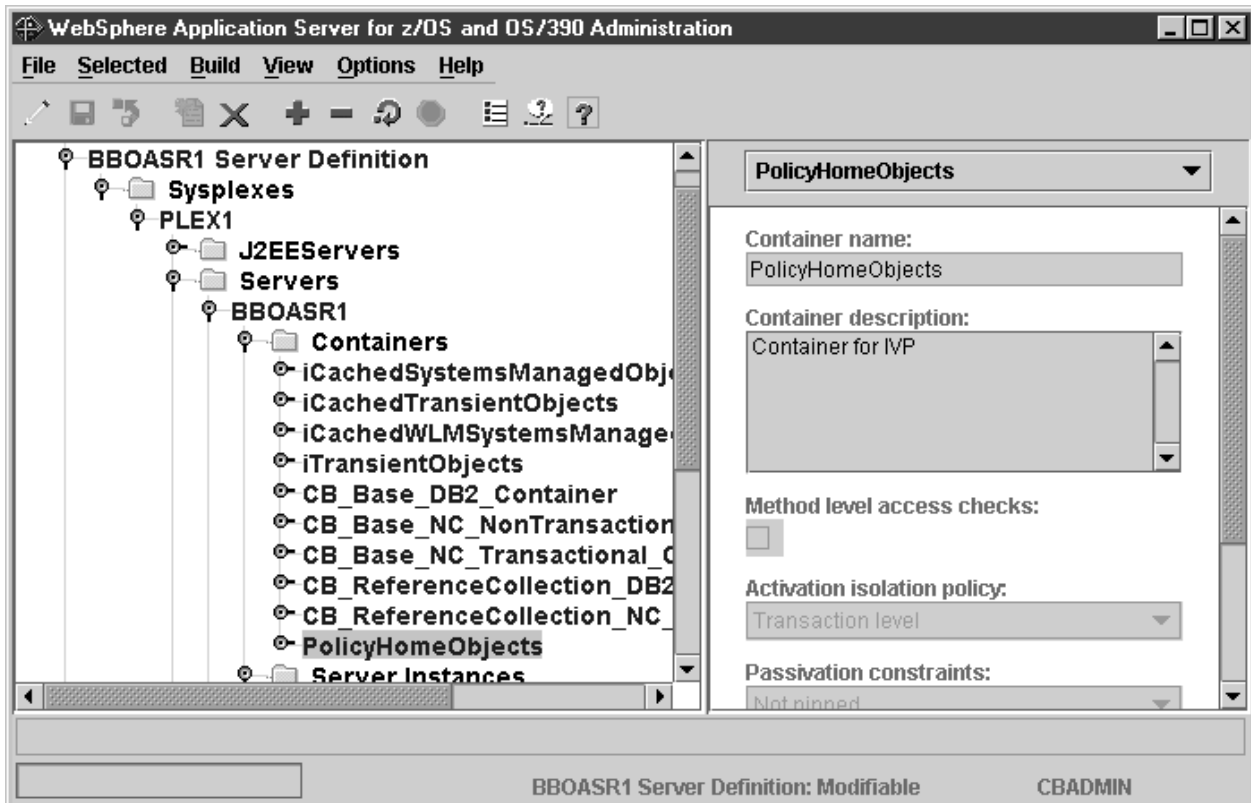 WebSphere Application Server for z/OS and OS/390 Administration
File Selected Build View Options Help
BBOASR1 Server Definition
Sysplexes
PLEX1
J2EEServers
Servers
BBOASR1
Containers
iCachedSystemsManagedObje
iCachedTransientObjects
iCachedWLMSystemsManage
iTransientObjects
CB_Base_DB2_Container
CB_Base_NC_NonTransaction
CB_Base_NC_Transactional_C
CB_ReferenceCollection_DB2
CB_ReferenceCollection_NC_
PolicyHomeObjects
Server Instances
PolicyHomeObjects
Container name:
PolicyHomeObjects
Container description:
Container for IVP
Method level access checks:
Activation isolation policy:
Transaction level
Passivation constraints:
Not pinned
BBOASR1 Server Definition: Modifiable CBADMIN